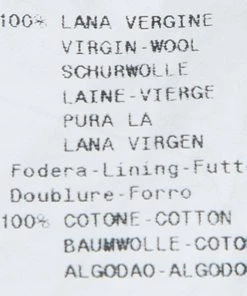 100% LANA VERGINE
VIRGIN-WOOL
SCHURWOLLE
LAINE-VIERGE
PURA LA
LANA VIRGEN
Fodera-Lining-Futt
Doublure-Forro
100% COTONE-COTTON
BAUMWOLLE-COTO
ALGODAO-ALGODO